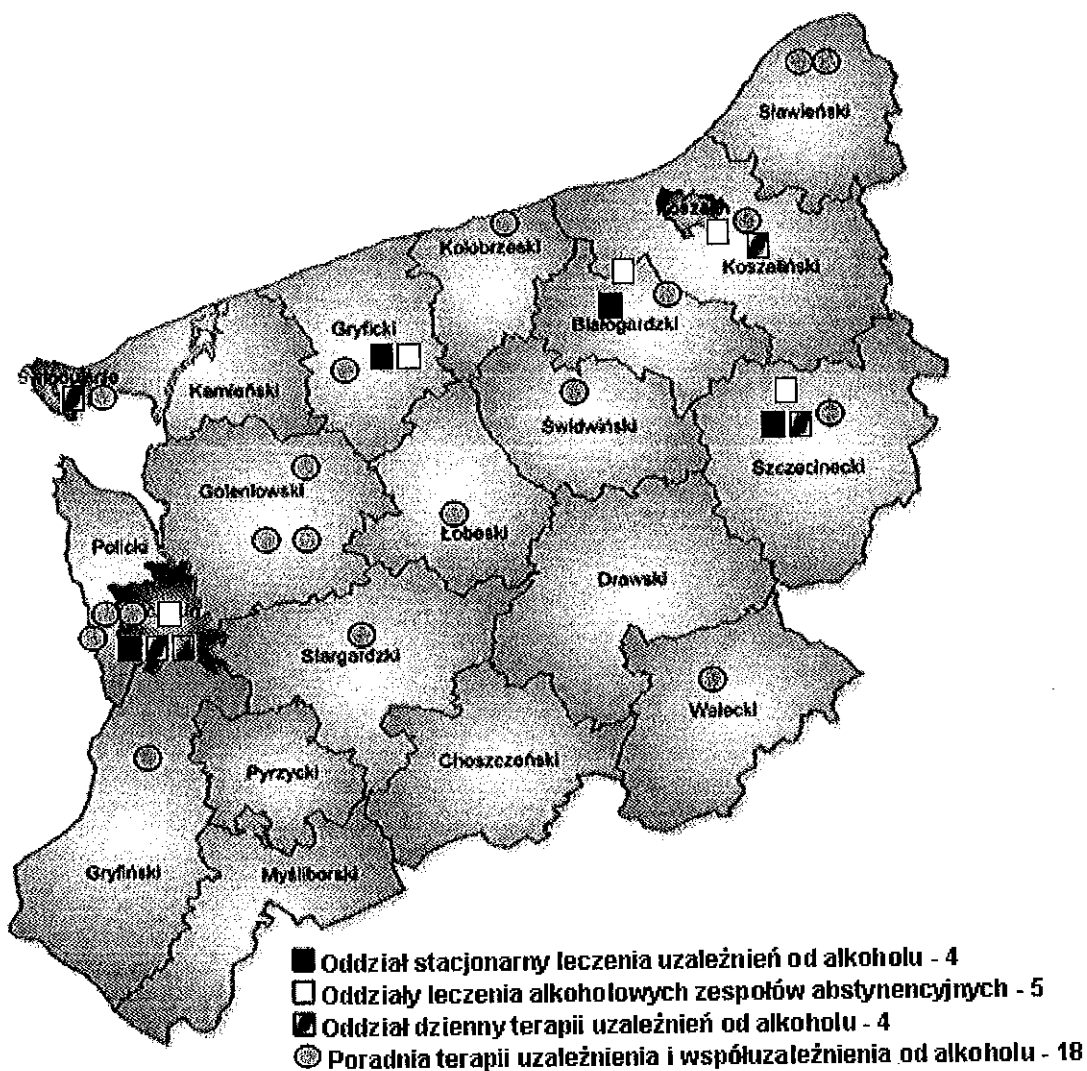 Sławieński
Kołobrzeski
Koszaliński
Białogardzki
Gryficki
Kamieński
Świdwiński
Szczecinecki
Goleniowski
Łobeski
Policki
Drawski
Stargardzki
Wałecki
Choszczeński
Pyrzycki
Gryfiński
Myśliborski
Oddział stacjonarny leczenia uzależnień od alkoholu - 4
Oddziały leczenia alkoholowych zespołów abstynencyjnych - 5
Oddział dzienny terapii uzależnień od alkoholu - 4
Poradnia terapii uzależnienia i współuzależnienia od alkoholu - 18